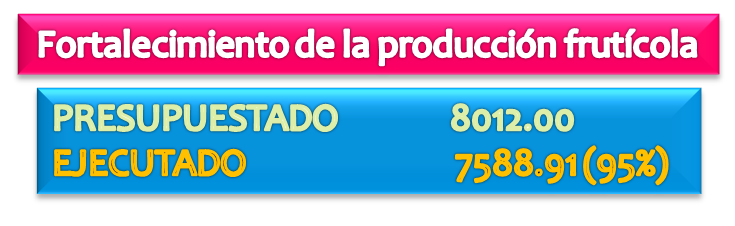 Fortalecimiento de la producción frutícola
PRESUPUESTADO 8012.00
EJECUTADO 7588.91 (95%)